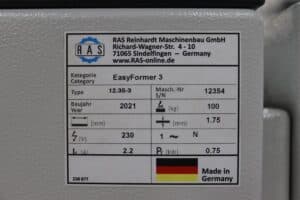 RAS
RAS Reinhardt Maschinenbau GmbH
Richard-Wagner-Str. 4 - 10
71065 Sindelfingen – Germany
www.RAS-online.de
Kategorie
Category
EasyFormer 3
Type
12.35-3
Masch.-Nr
S/N
12354
Baujahr
Year
2021
(kg)
100
(mm)
(mm)
1.75
(V)
230
1 ~ N
2.2
0.75
Made in
Germany